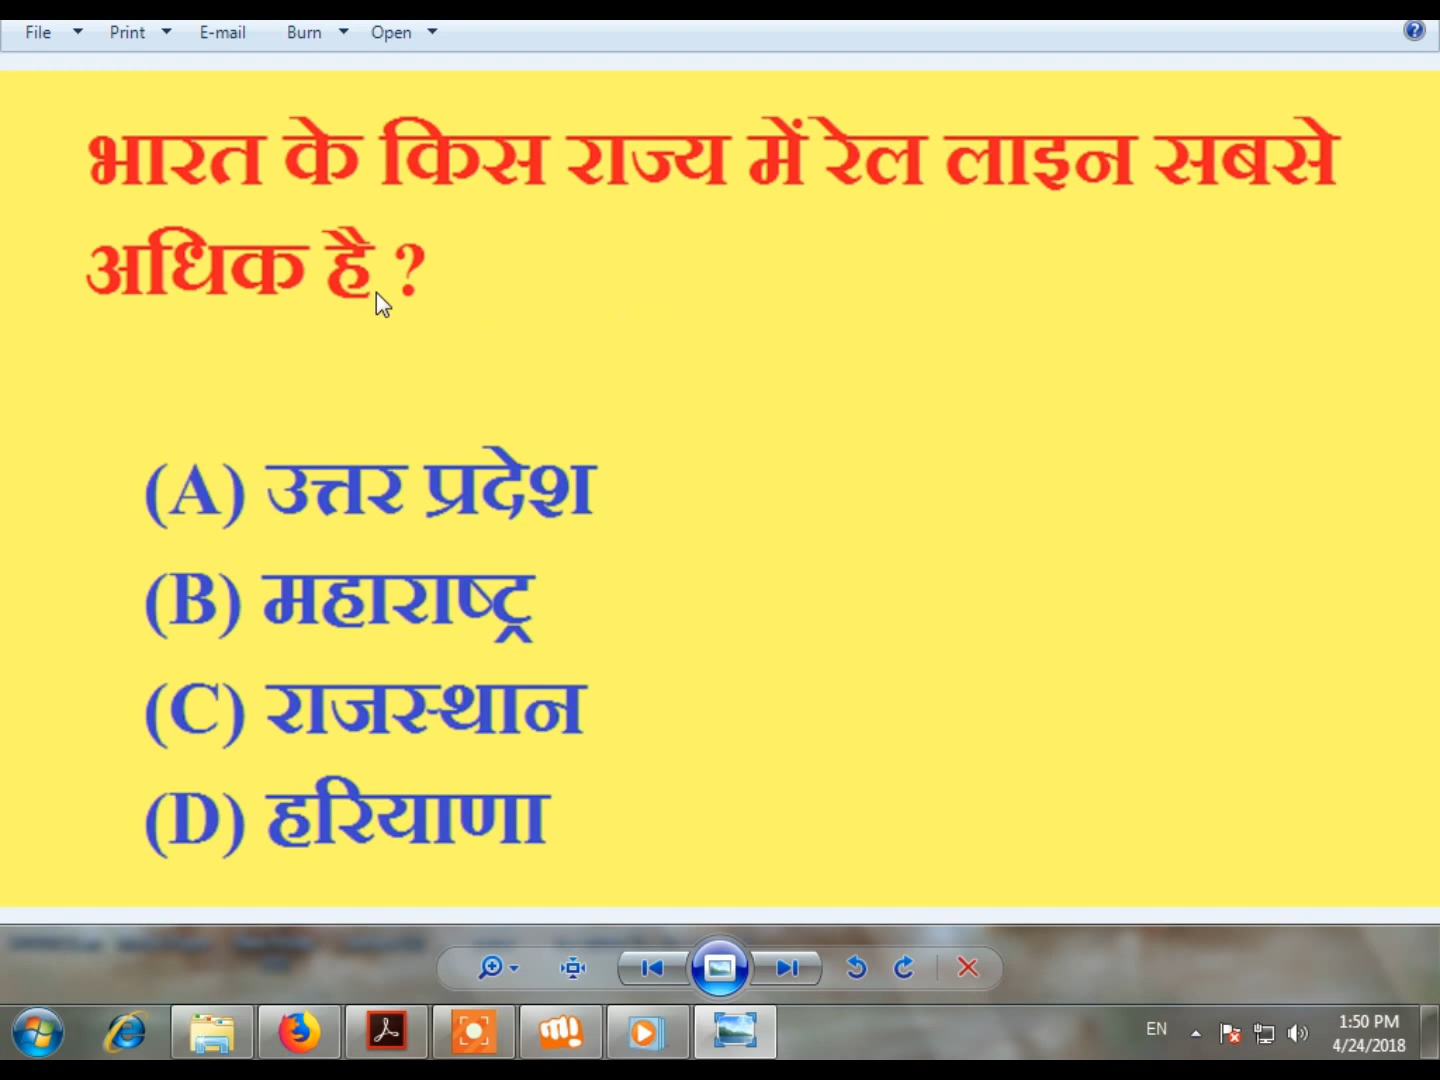 File Print E-mail Burn Open
भारत के किस राज्य में रेल लाइन सबसे
अधिक है ?
(A) उत्तर प्रदेश
(B) महाराष्ट्र
(C) राजस्थान
(D) हरियाणा
EN
1:50 PM
4/24/2018